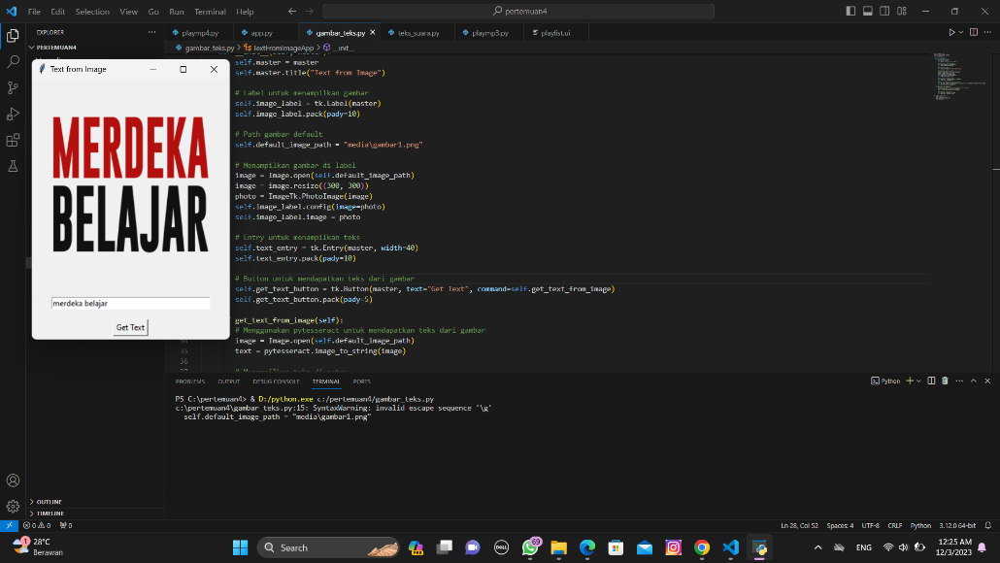 File Edit Selection View Go Run Terminal Help
pertemuan4
EXPLORER
playmp4.py app.py gambar_teks.py teks_suara.py playmp3.py playlist.ui
PERTEMUAN4
gambar_teks.py > TextFromImageApp > __init__
Text from Image
MERDEKA
BELAJAR
merdeka belajar
Get Text
self.master = master
self.master.title("Text from Image")
# Label untuk menampilkan gambar
self.image_label = tk.Label(master)
self.image_label.pack(pady=10)
# Path gambar default
self.default_image_path = "media\gambar1.png"
# Menampilkan gambar di label
image = Image.open(self.default_image_path)
image = image.resize((300, 300))
photo = ImageTk.PhotoImage(image)
self.image_label.config(image=photo)
self.image_label.image = photo
# Entry untuk menampilkan teks
self.text_entry = tk.Entry(master, width=40)
self.text_entry.pack(pady=10)
# Button untuk mendapatkan teks dari gambar
self.get_text_button = tk.Button(master, text="Get Text", command=self.get_text_from_image)
self.get_text_button.pack(pady=5)
get_text_from_image(self):
# Menggunakan pytesseract untuk mendapatkan teks dari gambar
image = Image.open(self.default_image_path)
35 text = pytesseract.image_to_string(image)
36
PROBLEMS OUTPUT DEBUG CONSOLE TERMINAL PORTS
Python
PS C:\pertemuan4> & D:/python.exe c:/pertemuan4/gambar_teks.py
c:\pertemuan4\gambar_teks.py:15: SyntaxWarning: invalid escape sequence '\g'
self.default_image_path = "media\gambar1.png"
OUTLINE
TIMELINE
0 0 0
Ln 28, Col 52 Spaces: 4 UTF-8 CRLF Python 3.12.0 64-bit
1
28°C
Berawan
Search
DELL
69
ENG
12:25 AM
12/3/2023